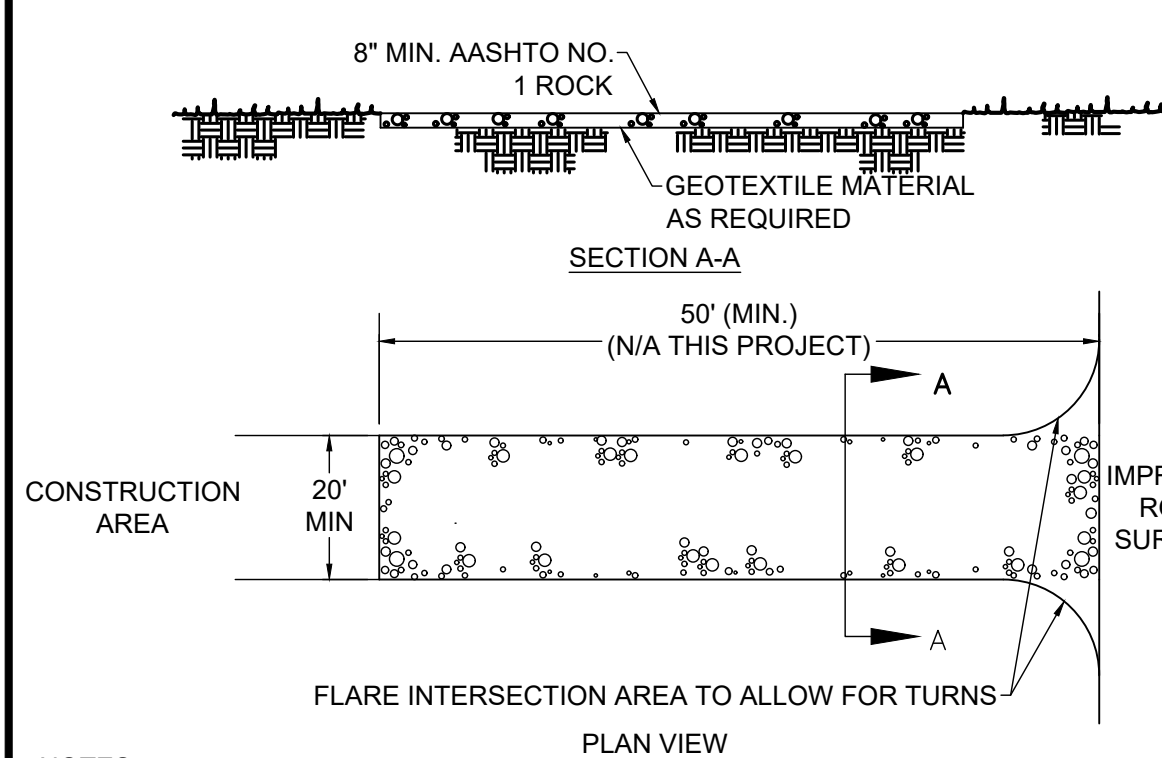 8" MIN. AASHTO NO.
1 ROCK
GEOTEXTILE MATERIAL
AS REQUIRED
SECTION A-A
50' (MIN.)
(N/A THIS PROJECT)
A
CONSTRUCTION
AREA
20'
MIN
A
FLARE INTERSECTION AREA TO ALLOW FOR TURNS
PLAN VIEW